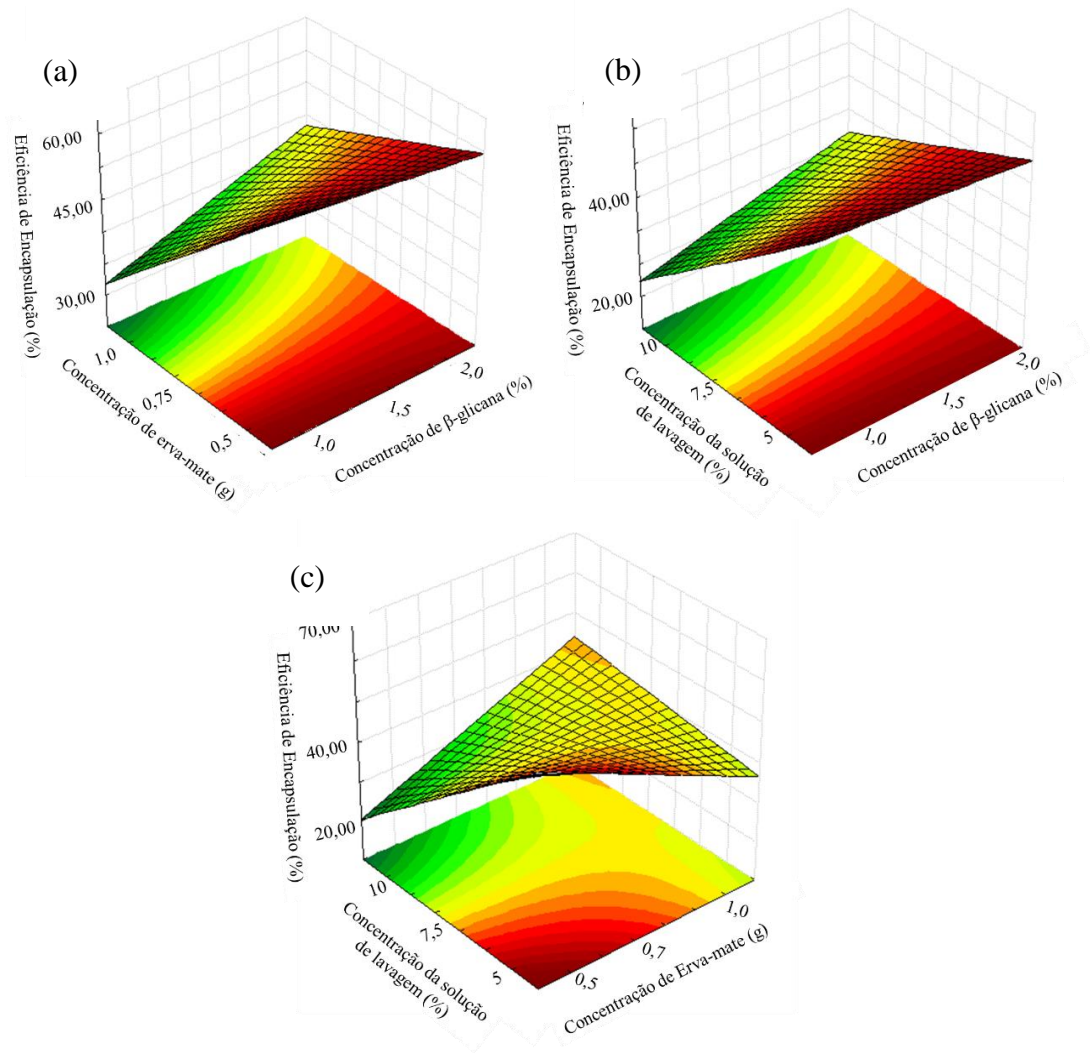 (a)
60,00
45,00
30,00
Eficiência de Encapsulação (%)
1,0
0,75
0,5
Concentração de erva-mate (g)
1,0
1,5
2,0
Concentração de β-glicana (%)
(b)
40,00
20,00
Eficiência de Encapsulação (%)
10
7,5
5
Concentração da solução
de lavagem (%)
1,0
1,5
2,0
Concentração de β-glicana (%)
(c)
70,00
40,00
20,00
Eficiência de Encapsulação (%)
10
7,5
5
Concentração da solução
de lavagem (%)
0,5
0,7
1,0
Concentração de Erva-mate (g)